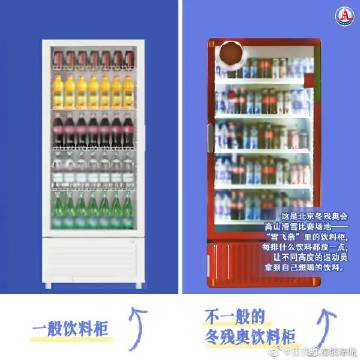 这是北京冬残奥会
高山滑雪比赛场地——
“雪飞燕”里的饮料柜,
每排什么饮料都放一点,
让不同高度的运动员
拿到自己想喝的饮料。
一般饮料柜
不一般的
冬残奥饮料柜